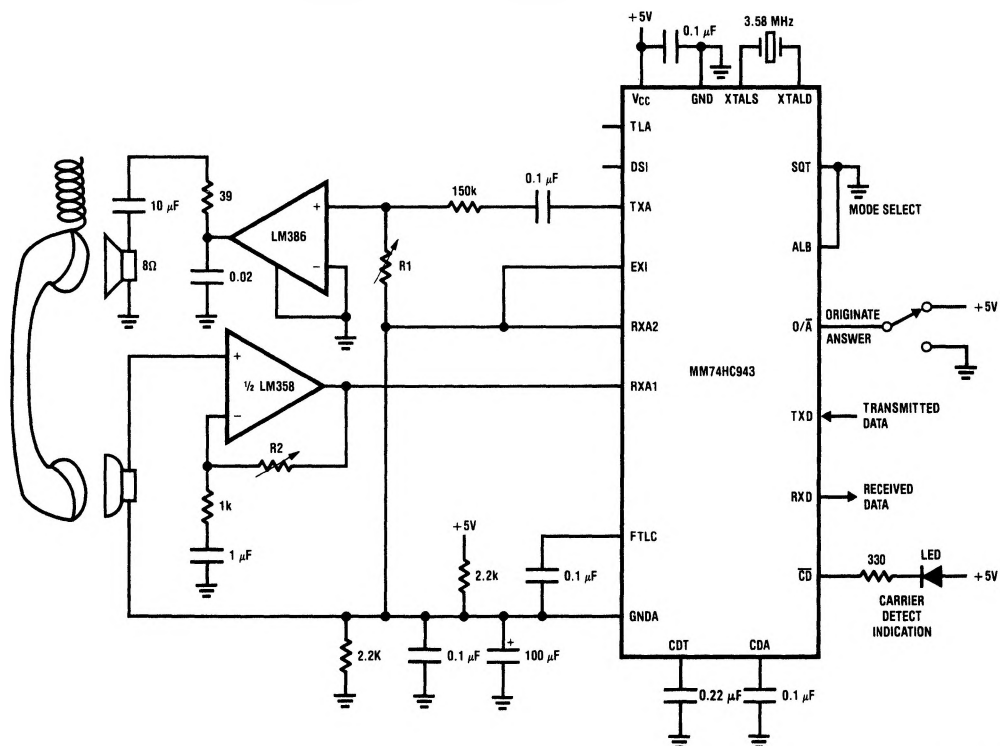 +5V
0.1 μF
3.58 MHz
VCC
GND
XTALS
XTALD
TLA
DSI
SQT
MODE SELECT
ALB
39
10 μF
8Ω
0.02
LM386
+
−
150k
0.1 μF
TXA
R1
EXI
RXA2
O/A̅
ORIGINATE
ANSWER
+5V
MM74HC943
+
−
½ LM358
RXA1
R2
1k
1 μF
TXD
TRANSMITTED
DATA
RXD
RECEIVED
DATA
+5V
2.2k
FTLC
0.1 μF
C̅D̅
330
LED
+5V
CARRIER
DETECT
INDICATION
GNDA
2.2K
0.1 μF
+
100 μF
CDT
CDA
0.22 μF
0.1 μF